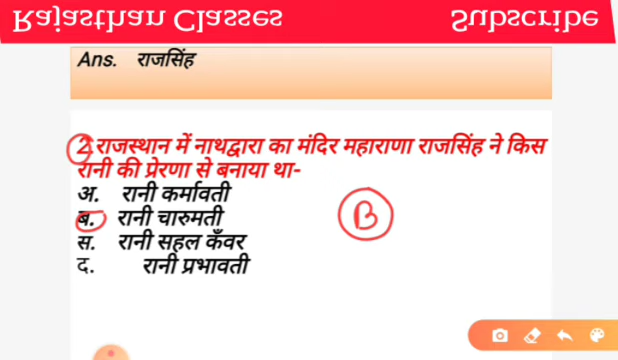 Rajasthan Classes Subscribe
Ans. राजसिंह
2. राजस्थान में नाथद्वारा का मंदिर महाराणा राजसिंह ने किस
रानी की प्रेरणा से बनाया था-
अ. रानी कर्मावती
ब. रानी चारुमती
स. रानी सहल कँवर
द. रानी प्रभावती
B